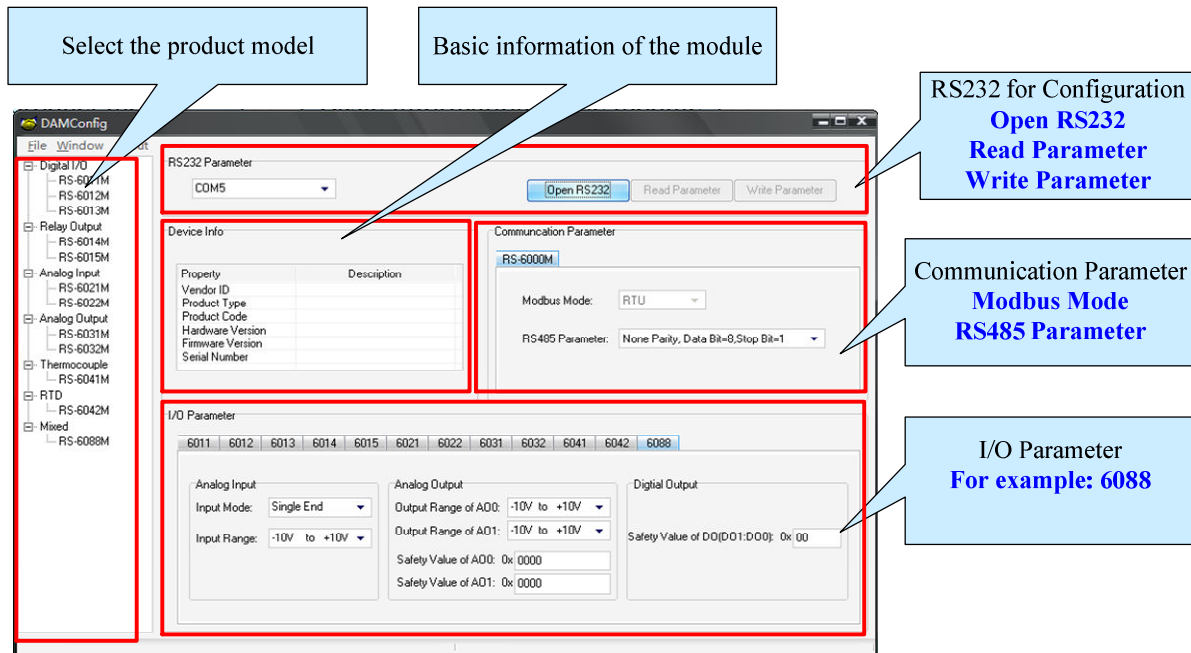 Select the product model
Basic information of the module
RS232 for Configuration
Open RS232
Read Parameter
Write Parameter
DAMConfig
File Window
Digital I/O
RS-6011M
RS-6012M
RS-6013M
Relay Output
RS-6014M
RS-6015M
Analog Input
RS-6021M
RS-6022M
Analog Output
RS-6031M
RS-6032M
Thermocouple
RS-6041M
RTD
RS-6042M
Mixed
RS-6088M
RS232 Parameter
COM5
Open RS232 Read Parameter Write Parameter
Device Info
Property Description
Vendor ID
Product Type
Product Code
Hardware Version
Firmware Version
Serial Number
Communcation Parameter
RS-6000M
Modbus Mode: RTU
RS485 Parameter: None Parity, Data Bit=8,Stop Bit=1
Communication Parameter
Modbus Mode
RS485 Parameter
I/O Parameter
6011 6012 6013 6014 6015 6021 6022 6031 6032 6041 6042 6088
Analog Input
Input Mode: Single End
Input Range: -10V to +10V
Analog Output
Output Range of AO0: -10V to +10V
Output Range of AO1: -10V to +10V
Safety Value of AO0: 0x 0000
Safety Value of AO1: 0x 0000
Digtial Output
Safety Value of DO(DO1:DO0): 0x 00
I/O Parameter
For example: 6088